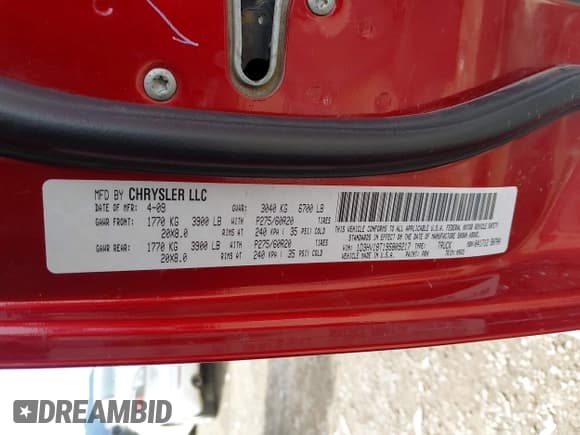 MFD BY CHRYSLER LLC
DATE OF MFR: 4-09 GVWR: 3040 KG 6700 LB
GAWR FRONT: 1770 KG 3900 LB WITH P275/60R20 TIRES
20X8.0 RIMS AT 240 KPA ( 35 PSI COLD
GAWR REAR: 1770 KG 3900 LB WITH P275/60R20 TIRES
20X8.0 RIMS AT 240 KPA ( 35 PSI COLD
THIS VEHICLE CONFORMS TO ALL APPLICABLE U.S.A. FEDERAL MOTOR VEHICLE SAFETY
STANDARDS IN EFFECT ON THE DATE OF MANUFACTURE SHOWN ABOVE.
VIN: TYPE: TRUCK MDH:
VEHICLE MADE IN U.S.A. PAINT: TRIM:
#DREAMBID